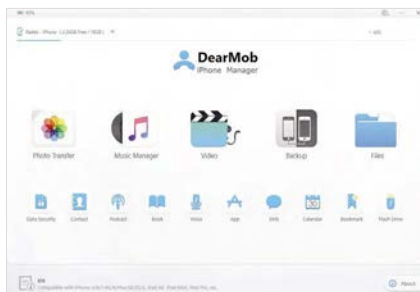 DearMob
iPhone Manager
Photo Transfer
Music Manager
Video
Backup
Files
Data Security
Contact
Podcast
Book
Voice
App
SMS
Calendar
Bookmark
Flash Drive
30
About